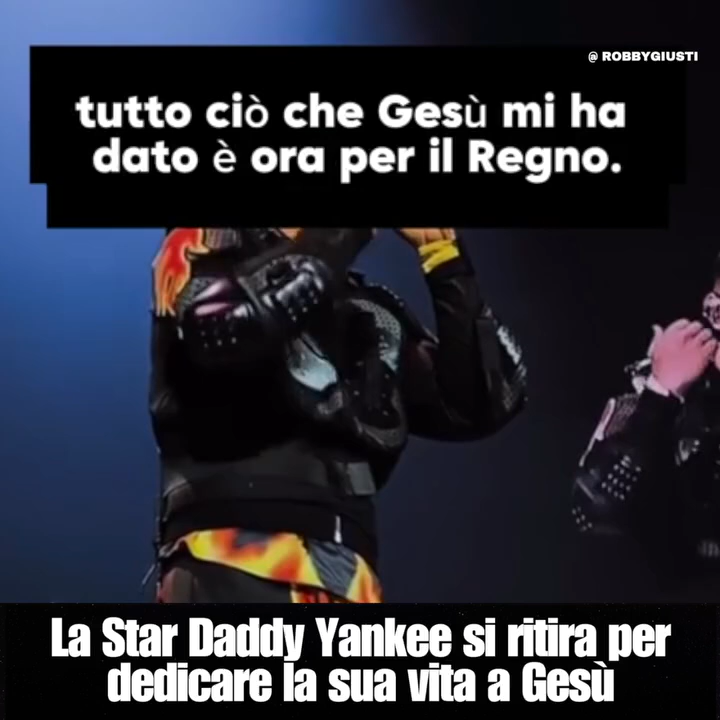 @ ROBBYGIUSTI
tutto ciò che Gesù mi ha
dato è ora per il Regno.
La Star Daddy Yankee si ritira per
dedicare la sua vita a Gesù